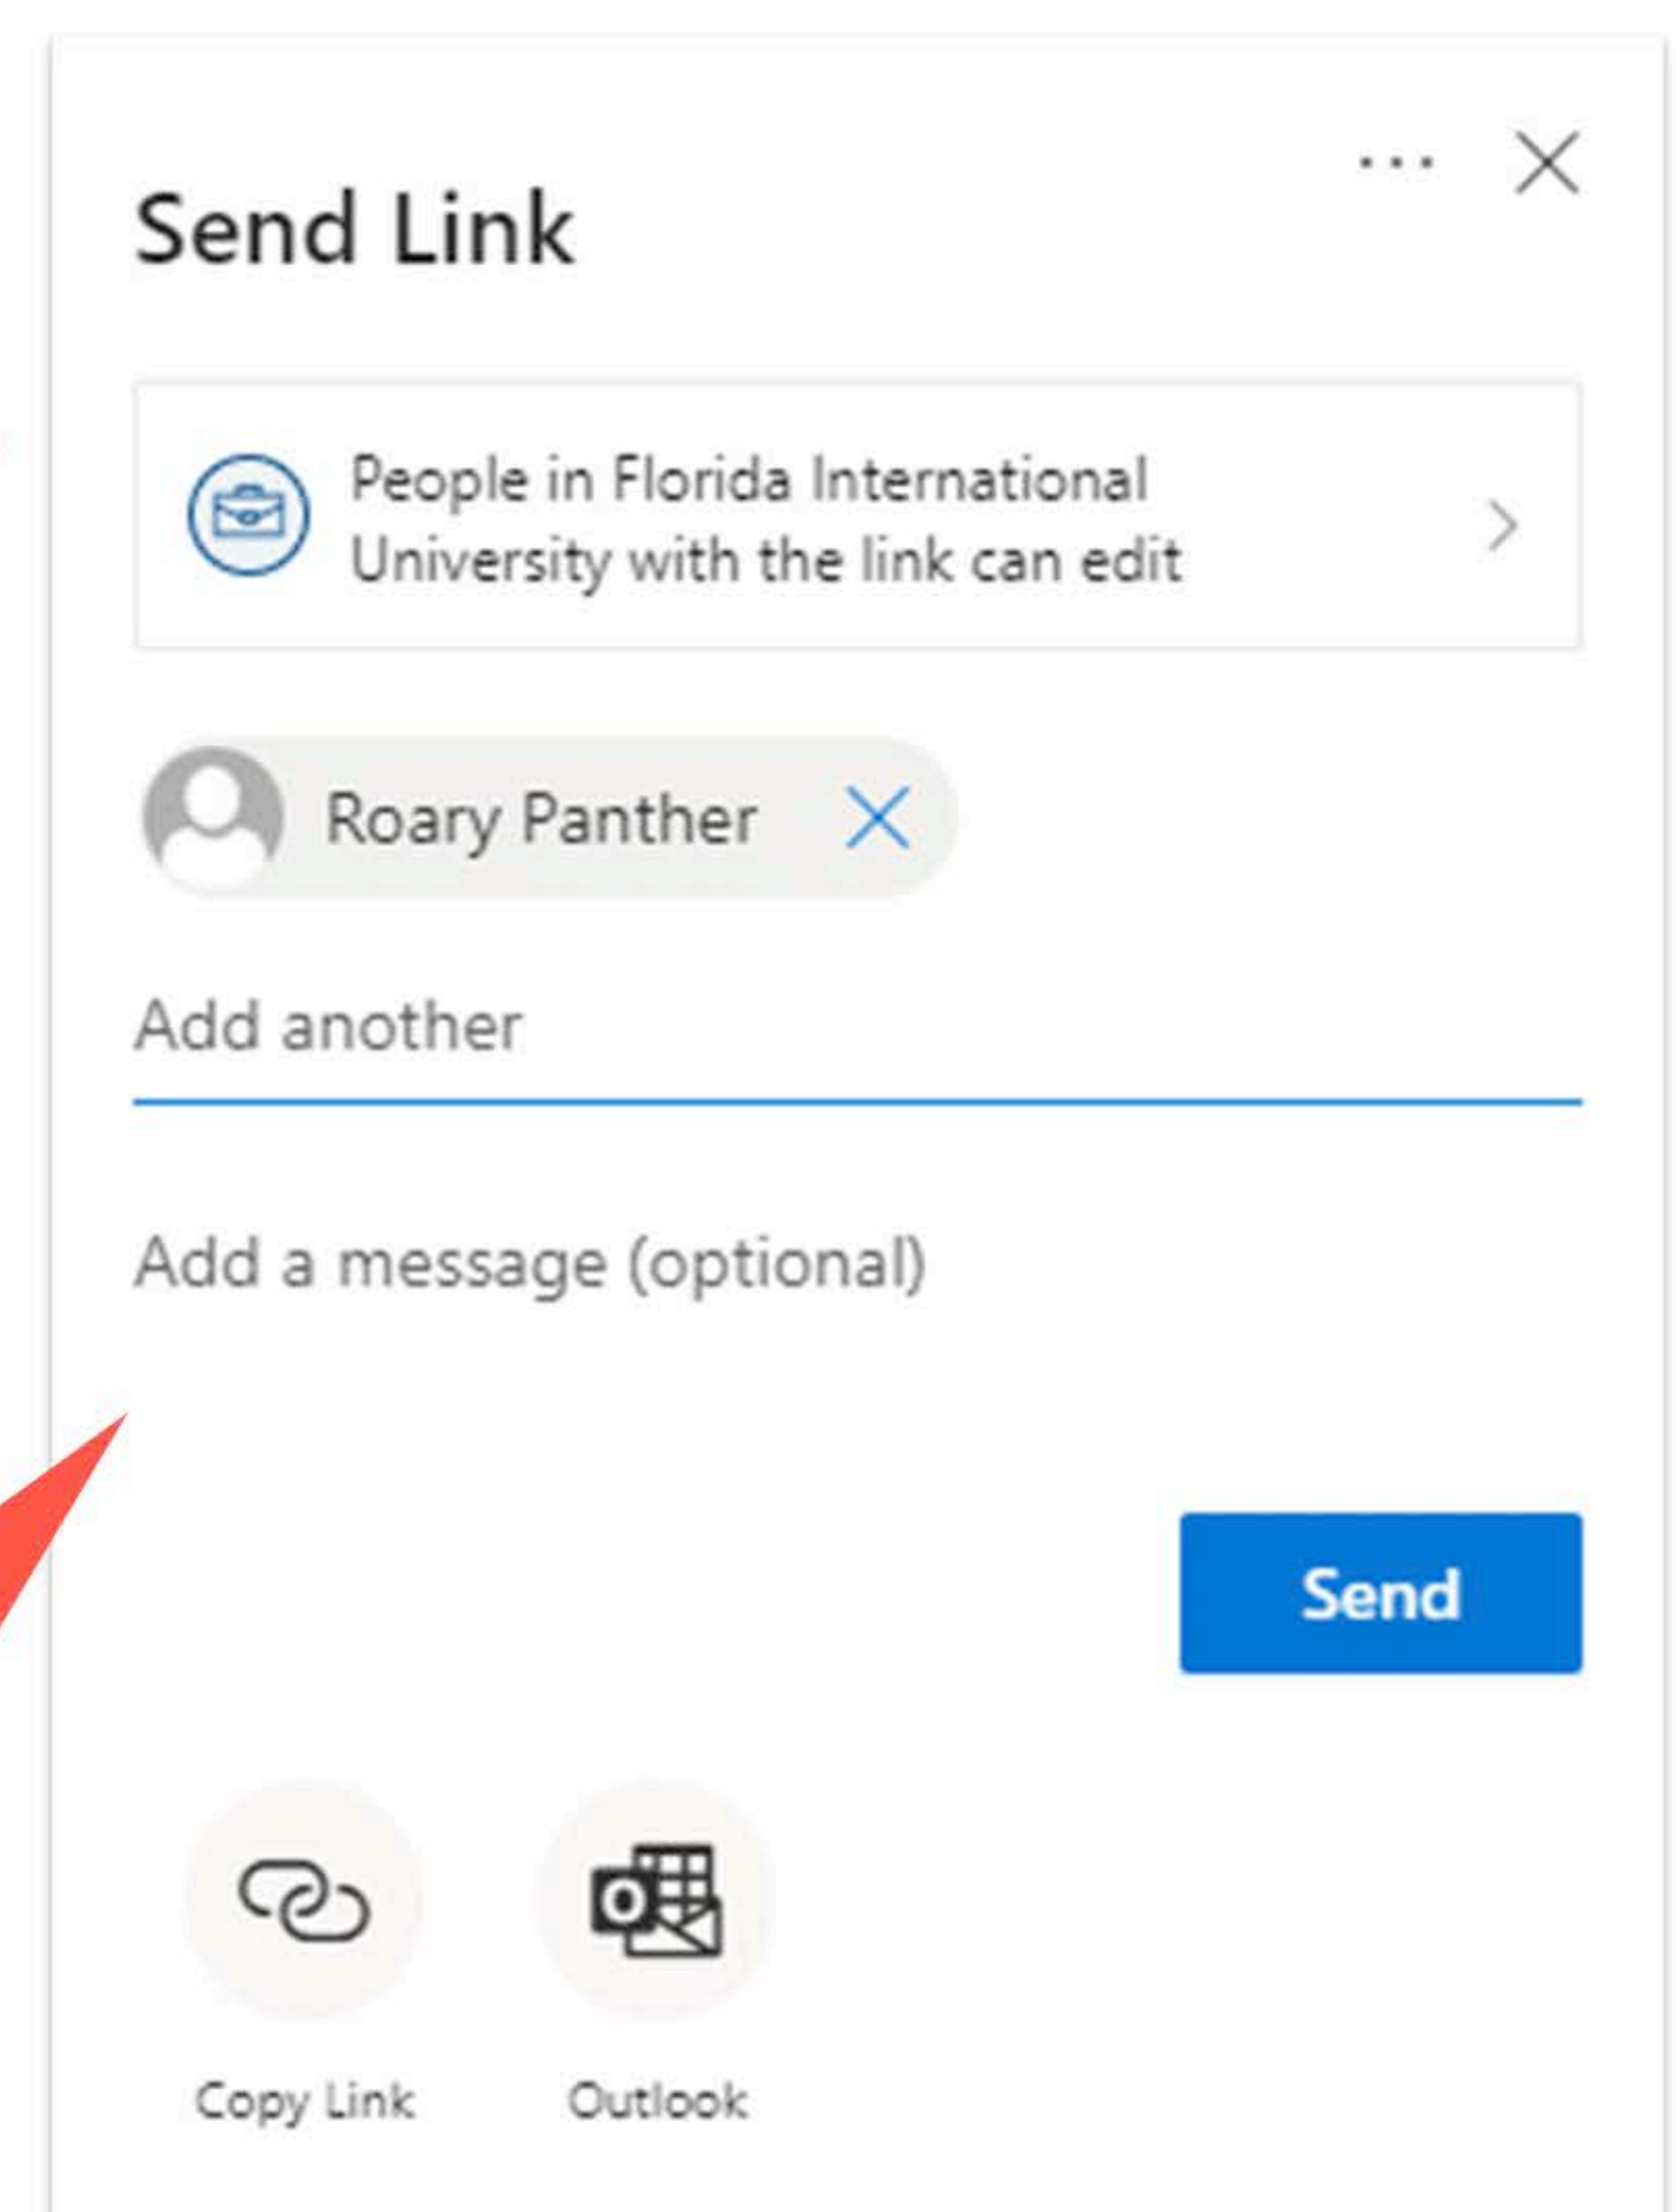 Send Link
People in Florida International
University with the link can edit
Roary Panther
Add another
Add a message (optional)
Send
Copy Link
Outlook